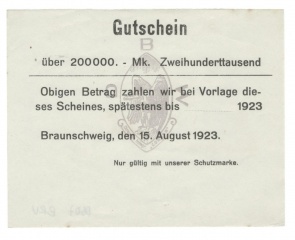 Gutschein
über 200000. - Mk. Zweihunderttausend
Obigen Betrag zahlen wir bei Vorlage die-
ses Scheines, spätestens bis 1923
Braunschweig, den 15. August 1923.
Nur gültig mit unserer Schutzmarke.